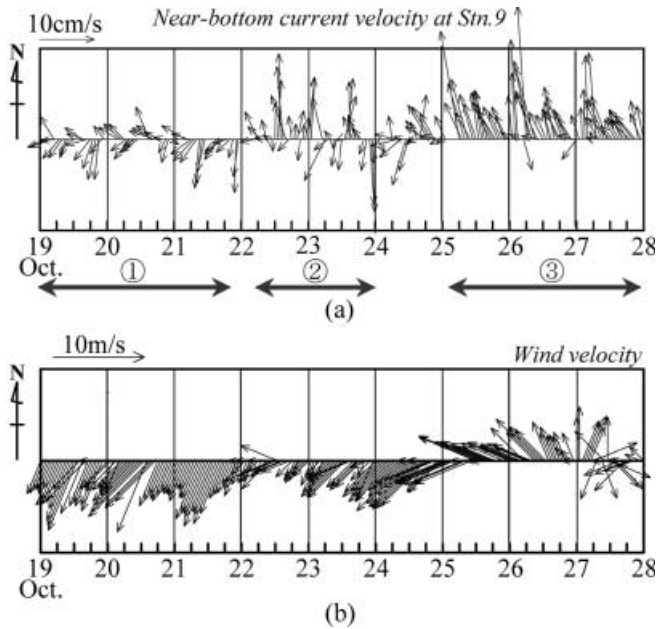 Near-bottom current velocity at Stn.9
10cm/s
N
19 20 21 22 23 24 25 26 27 28
Oct.
① ② ③
(a)
10m/s
Wind velocity
N
19 20 21 22 23 24 25 26 27 28
Oct.
(b)